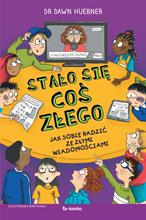 DR DAWN HUEBNER
STAŁO SIĘ
COŚ
ZŁEGO
JAK SOBIE RADZIĆ
ZE ZŁYMI
WIADOMOŚCIAMI